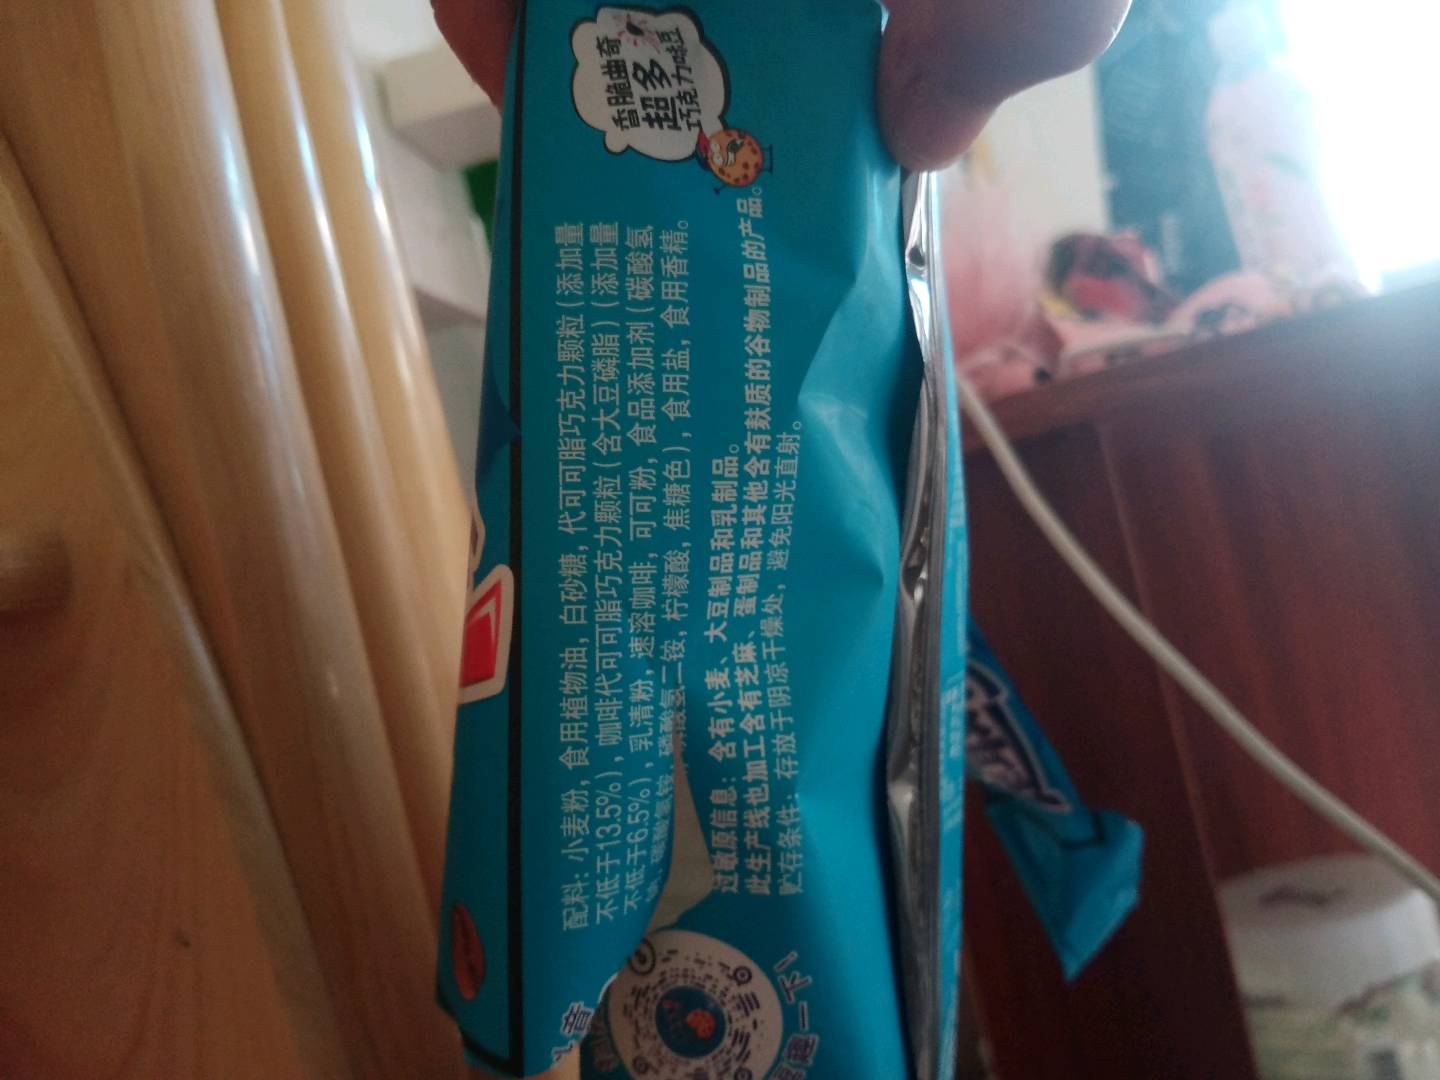 香脆曲奇
超多
巧克力味豆
配料：小麦粉，食用植物油，白砂糖，代可可脂巧克力颗粒（添加量
不低于13.5%），咖啡代可可脂巧克力颗粒（含大豆磷脂）（添加量
不低于6.5%），乳清粉，速溶咖啡，可可粉，食品添加剂（碳酸氢
钠，碳酸氢铵，磷酸氢二铵，柠檬酸，焦糖色），食用盐，食用香精。
过敏原信息：含有小麦、大豆制品和乳制品。
此生产线也加工含有芝麻、蛋制品和其他含有麸质的谷物制品的产品。
贮存条件：存放于阴凉干燥处，避免阳光直射。
趣一下！